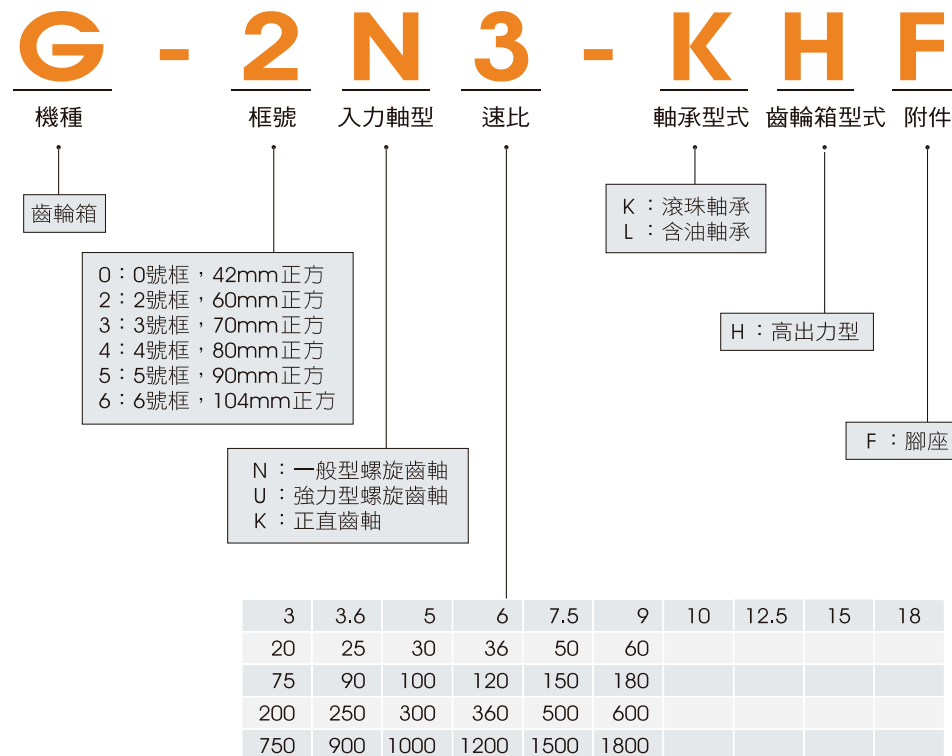 G - 2 N 3 - K H F
機種 框號 入力軸型 速比 軸承型式 齒輪箱型式 附件
齒輪箱
K：滾珠軸承
L：含油軸承
0：0號框，42mm正方
2：2號框，60mm正方
3：3號框，70mm正方
4：4號框，80mm正方
5：5號框，90mm正方
6：6號框，104mm正方
H：高出力型
F：腳座
N：一般型螺旋齒軸
U：強力型螺旋齒軸
K：正直齒軸
3 3.6 5 6 7.5 9 10 12.5 15 18
20 25 30 36 50 60
75 90 100 120 150 180
200 250 300 360 500 600
750 900 1000 1200 1500 1800